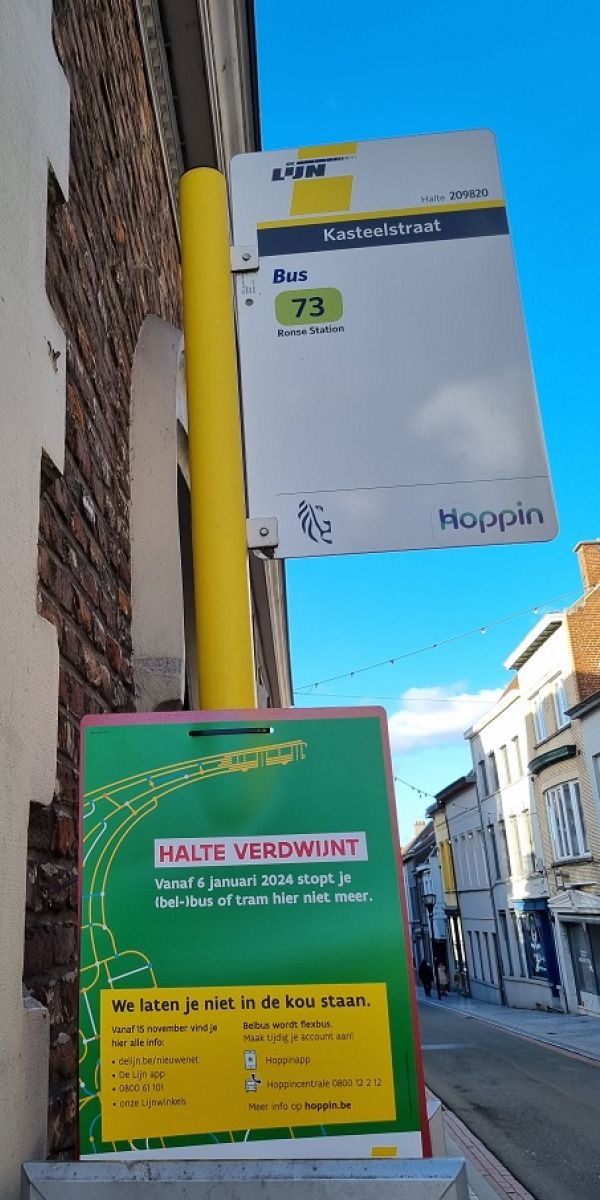 DE LIJN
Halte 209820
Kasteelstraat
Bus
73
Ronse Station
Hoppin
HALTE VERDWIJNT
Vanaf 6 januari 2024 stopt je
(bel-)bus of tram hier niet meer.
We laten je niet in de kou staan.
Vanaf 15 november vind je
hier alle info:
• delijn.be/nieuwenet
• De Lijn app
• 0800 61 101
• onze Lijnwinkels
Belbus wordt flexbus.
Maak tijdig je account aan!
Hoppinapp
Hoppincentrale 0800 12 2 12
Meer info op hoppin.be